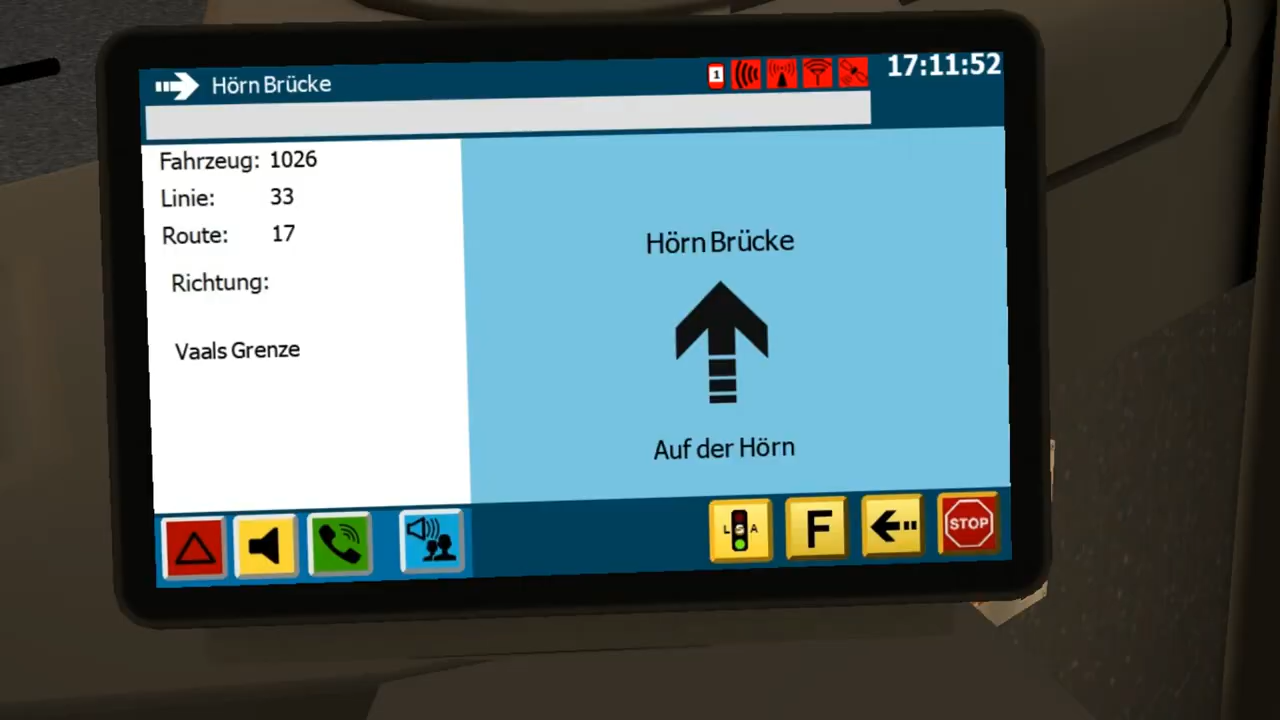 Hörn Brücke
1
17:11:52
Fahrzeug: 1026
Linie: 33
Route: 17
Richtung:
Vaals Grenze
Hörn Brücke
Auf der Hörn
L A
F
STOP